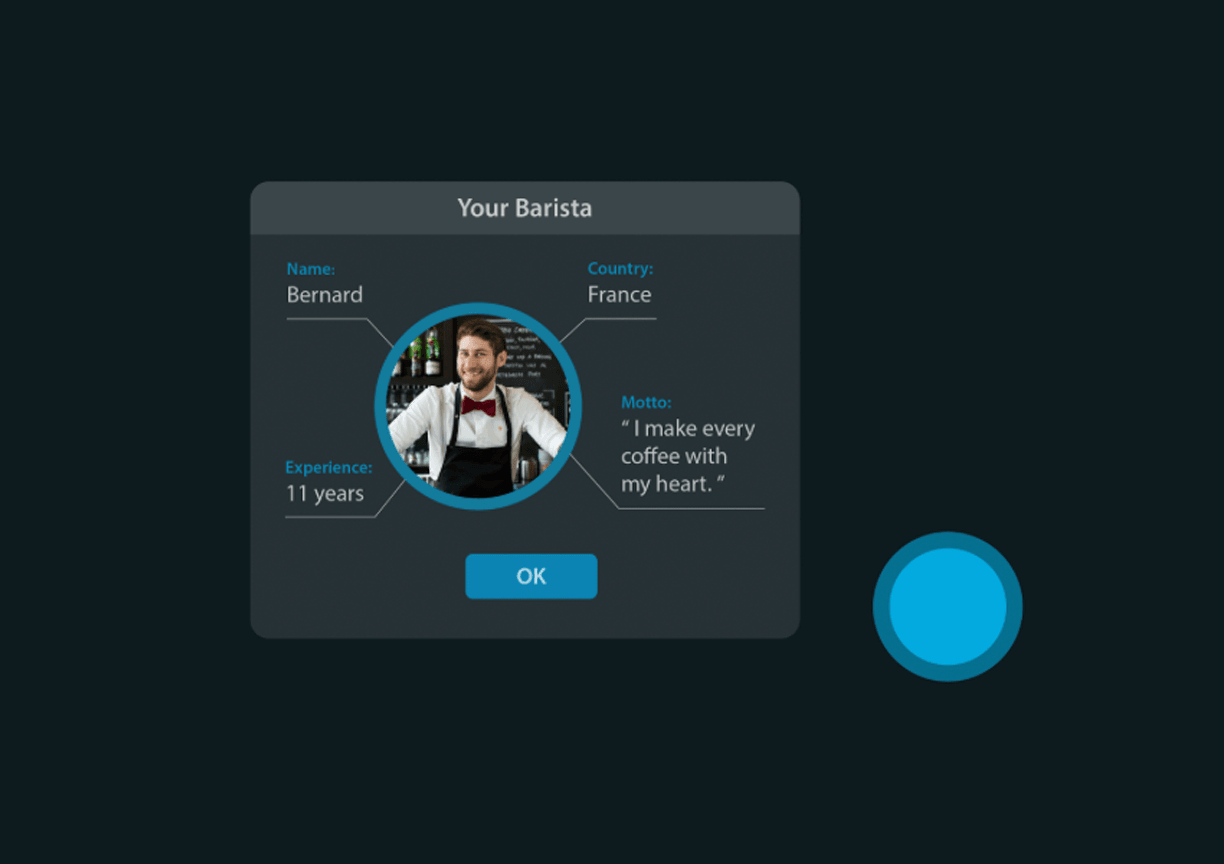 Your Barista
Name:
Bernard
Country:
France
Motto:
“ I make every
coffee with
my heart. ”
Experience:
11 years
OK